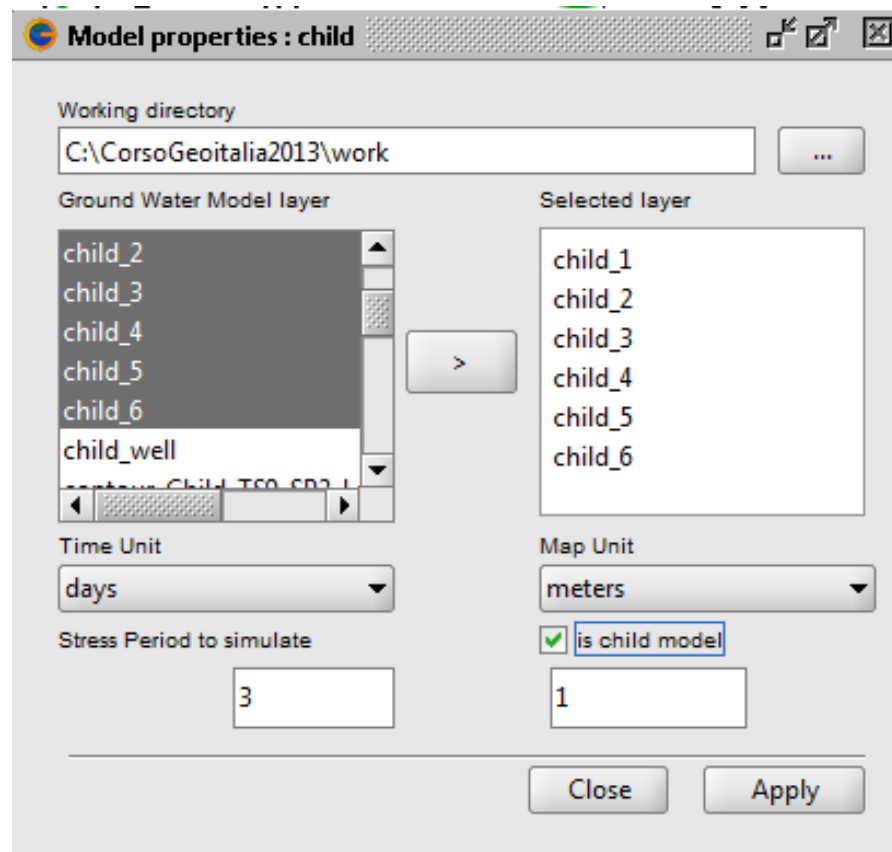 Model properties : child
Working directory
C:\CorsoGeoitalia2013\work
...
Ground Water Model layer
Selected layer
child_2
child_3
child_4
child_5
child_6
child_well
>
child_1
child_2
child_3
child_4
child_5
child_6
Time Unit
Map Unit
days
meters
Stress Period to simulate
is child model
3
1
Close
Apply